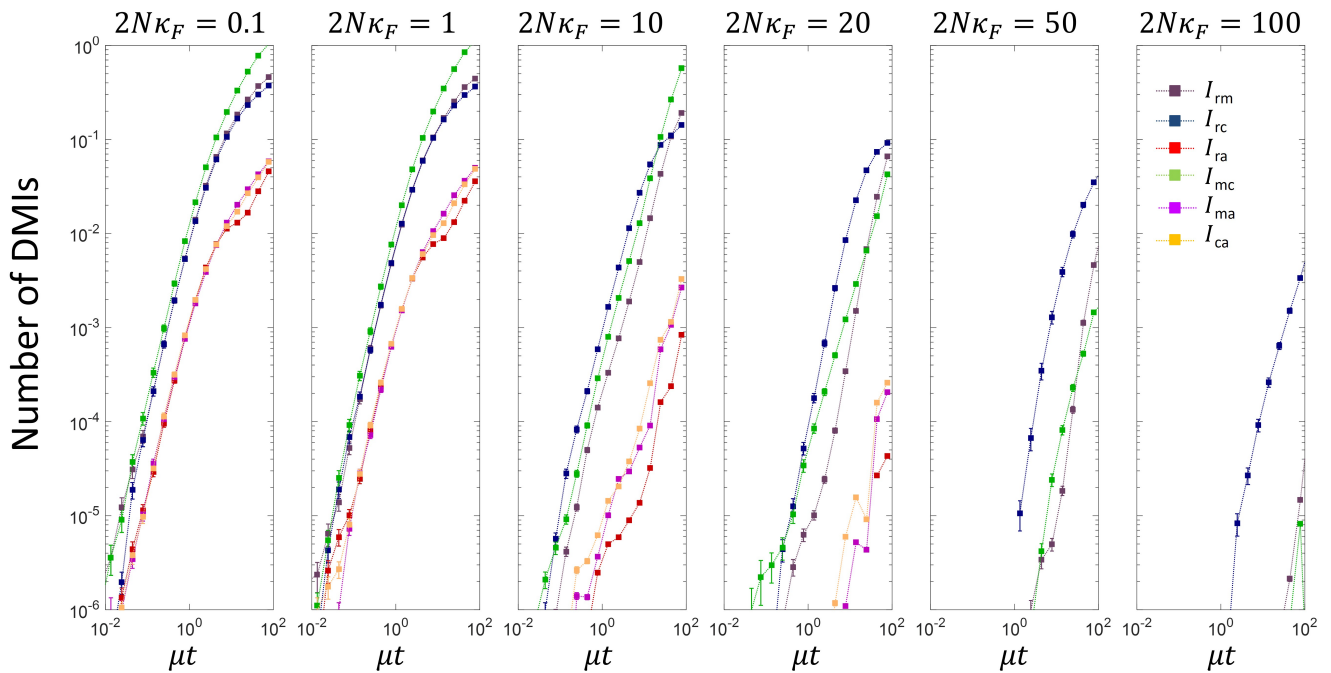 2Nκ_F = 0.1 2Nκ_F = 1 2Nκ_F = 10 2Nκ_F = 20 2Nκ_F = 50 2Nκ_F = 100
Number of DMIs
10^0
10^-1
10^-2
10^-3
10^-4
10^-5
10^-6
I_rm
I_rc
I_ra
I_mc
I_ma
I_ca
10^-2 10^0 10^2 10^-2 10^0 10^2 10^-2 10^0 10^2 10^-2 10^0 10^2 10^-2 10^0 10^2 10^-2 10^0 10^2
μt μt μt μt μt μt